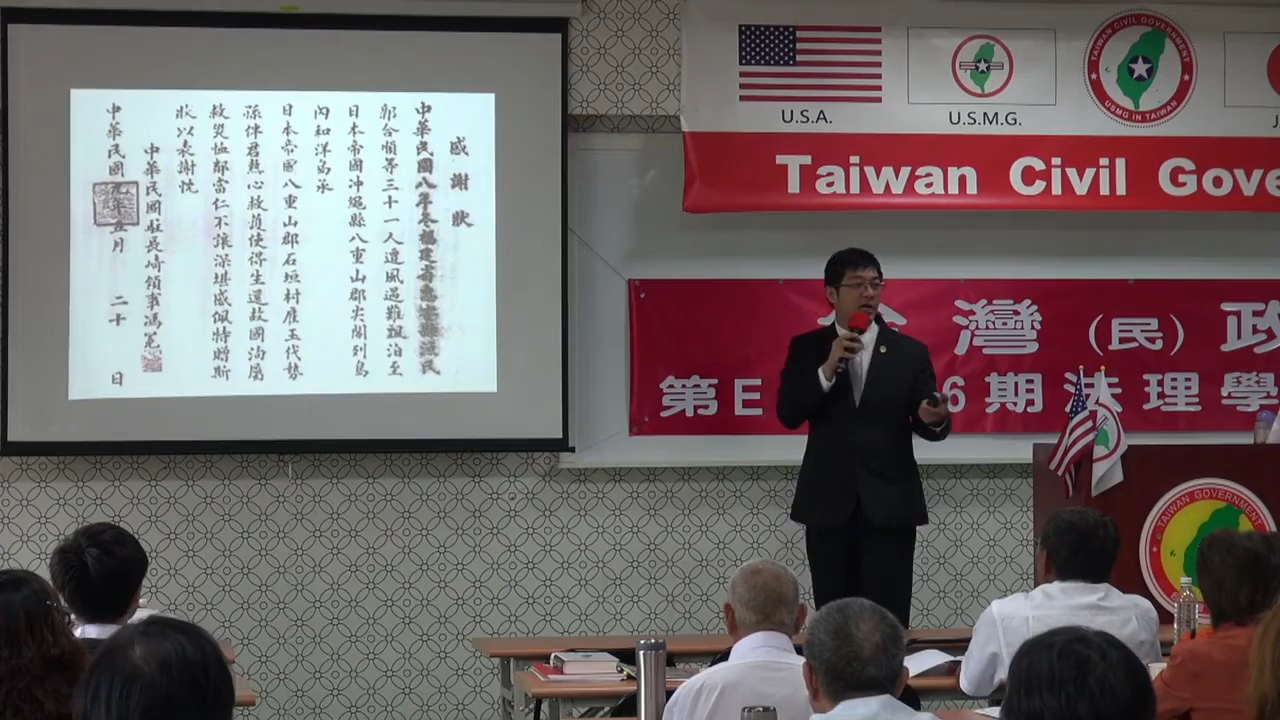 感謝狀
中華民國八年冬福建省惠安縣漁民
郭合順等三十一人遭風遇難飄泊至
日本帝國沖繩縣八重山郡尖閣列島
內和洋島承
日本帝國八重山郡石垣村雇玉代勢
孫伴君熱心救護使得生還故國洵屬
救災恤鄰當仁不讓深堪感佩特贈斯
狀以表謝忱
中華民國駐長崎領事馮冕
中華民國九年五月二十日
U.S.A.
U.S.M.G.
TAIWAN CIVIL GOVERNMENT
USMG IN TAIWAN
J
Taiwan Civil Gove
灣（民）政
第E 6期法理學
TAIWAN GOVERNMENT